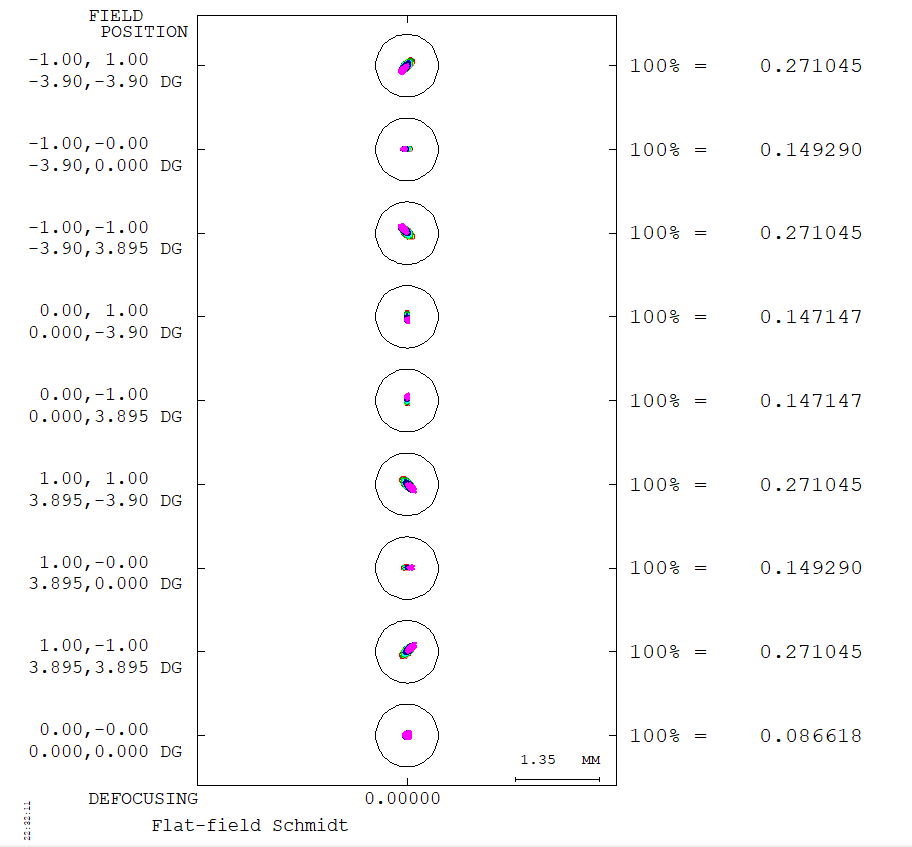 FIELD
POSITION
-1.00, 1.00
-3.90,-3.90 DG
100% = 0.271045
-1.00,-0.00
-3.90,0.000 DG
100% = 0.149290
-1.00,-1.00
-3.90,3.895 DG
100% = 0.271045
0.00, 1.00
0.000,-3.90 DG
100% = 0.147147
0.00,-1.00
0.000,3.895 DG
100% = 0.147147
1.00, 1.00
3.895,-3.90 DG
100% = 0.271045
1.00,-0.00
3.895,0.000 DG
100% = 0.149290
1.00,-1.00
3.895,3.895 DG
100% = 0.271045
0.00,-0.00
0.000,0.000 DG
100% = 0.086618
1.35 MM
DEFOCUSING 0.00000
Flat-field Schmidt
22:32:11